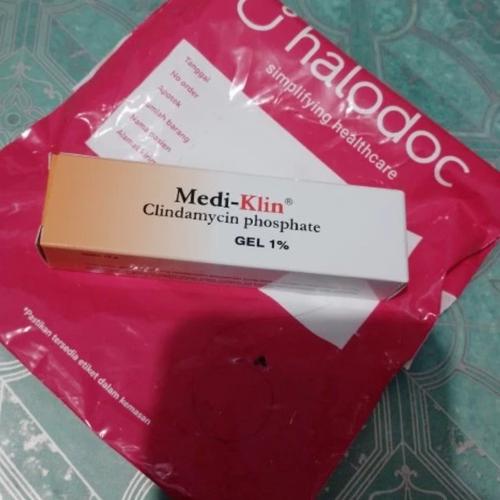 halodoc
simplifying healthcare
Tanggal
No order
Apotek
Jumlah barang
Nama pasien
Medi-Klin®
Clindamycin phosphate
GEL 1%
*Pastikan tersedia etiket dalam kemasan